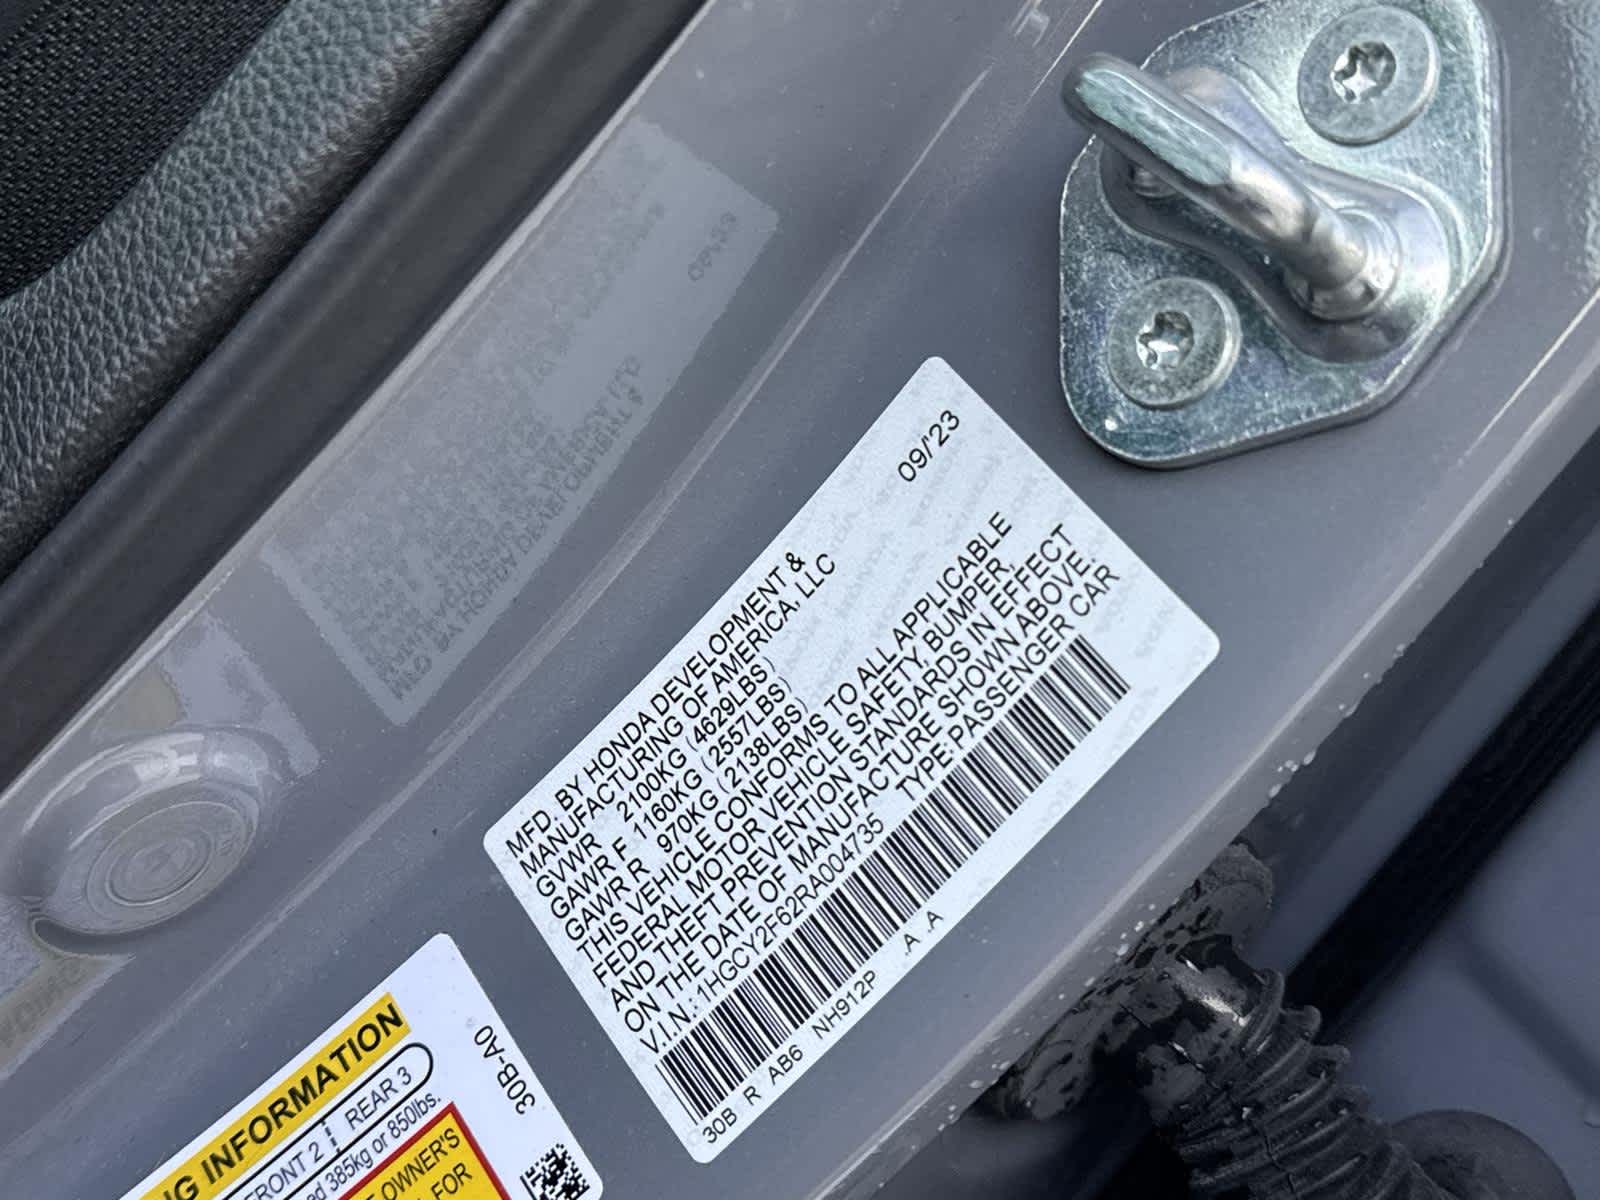 09/'23
MFD. BY HONDA DEVELOPMENT &
MANUFACTURING OF AMERICA, LLC
GVWR 2100KG (4629LBS)
GAWR F 1160KG (2557LBS)
GAWR R 970KG (2138LBS)
THIS VEHICLE CONFORMS TO ALL APPLICABLE
FEDERAL MOTOR VEHICLE SAFETY, BUMPER,
AND THEFT PREVENTION STANDARDS IN EFFECT
ON THE DATE OF MANUFACTURE SHOWN ABOVE.
V.I.N.:1HGCY2F62RA004735 TYPE:PASSENGER CAR
30B R AB6 NH912P .A .A
INFORMATION
30B-A0
FRONT 2 REAR 3
385kg or 850lbs.
OWNER'S
FOR